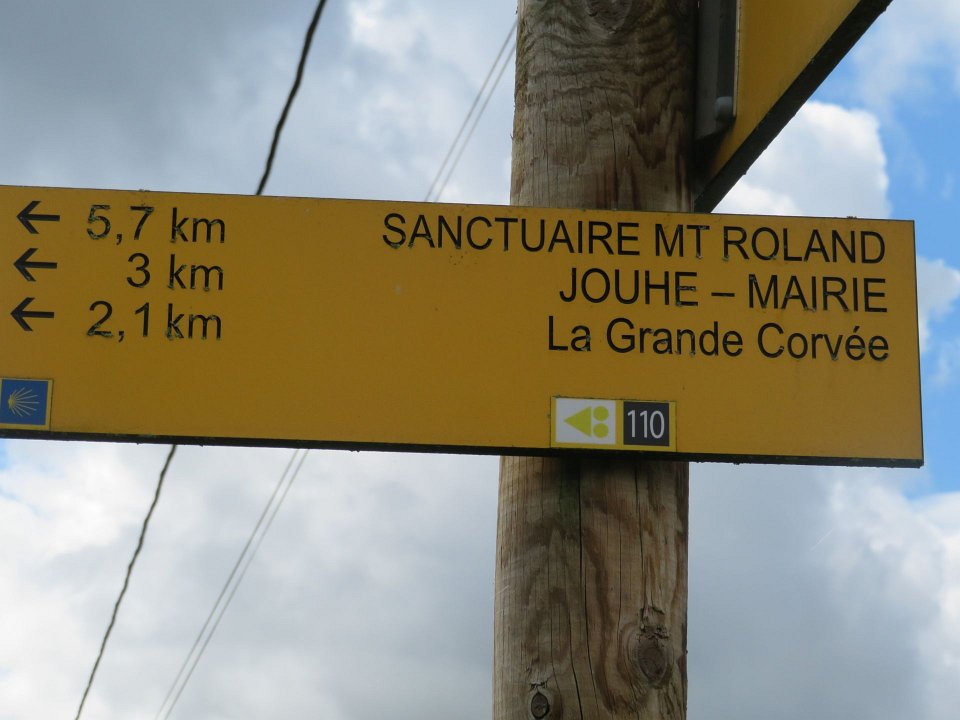 ← 5,7 km SANCTUAIRE MT ROLAND
← 3 km JOUHE – MAIRIE
← 2,1 km La Grande Corvée
110